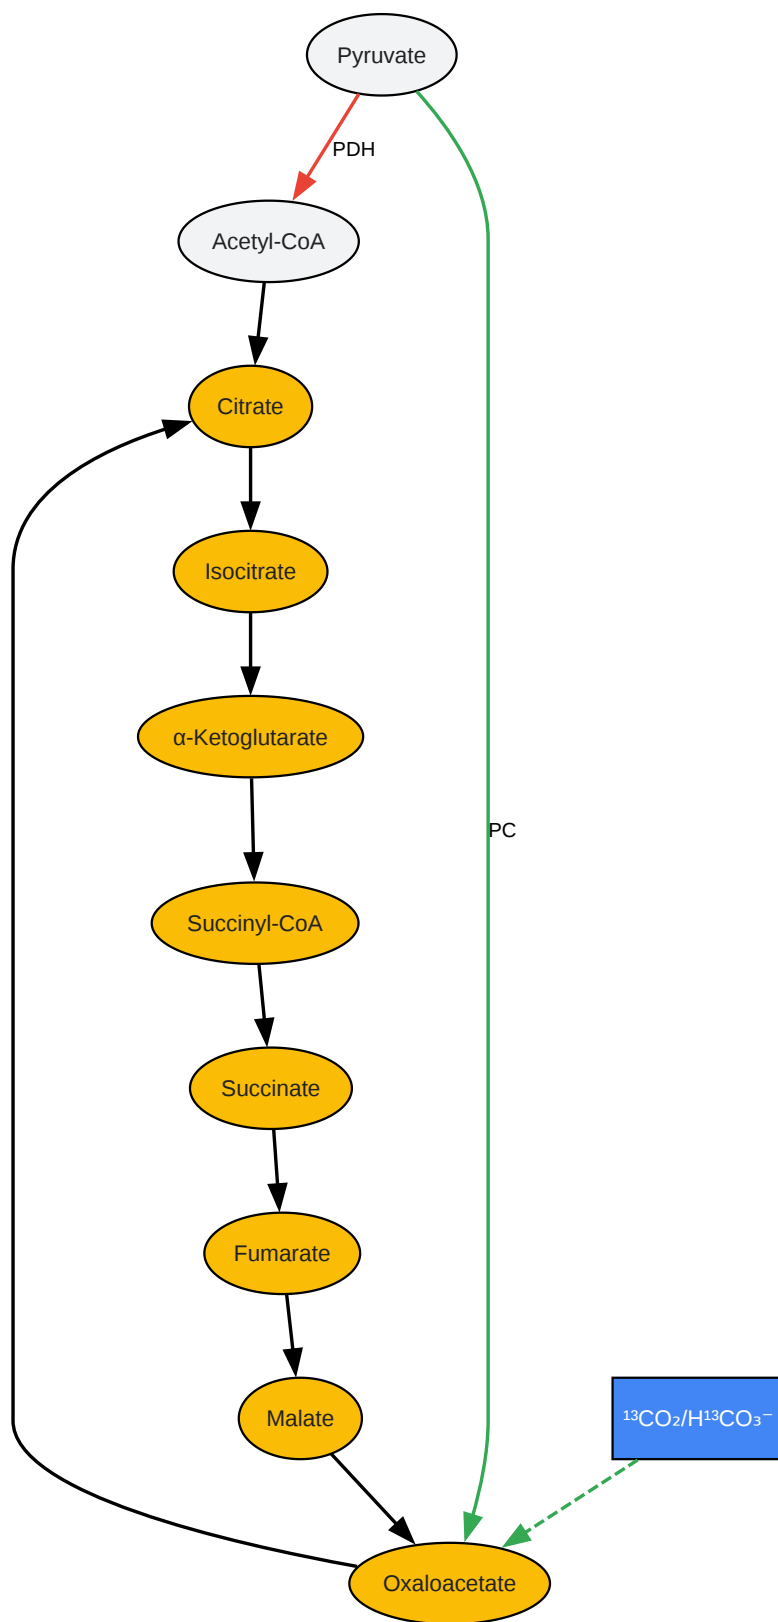 Pyruvate
PDH
Acetyl-CoA
Citrate
Isocitrate
α-Ketoglutarate
PC
Succinyl-CoA
Succinate
Fumarate
Malate
¹³CO₂/H¹³CO₃⁻
Oxaloacetate